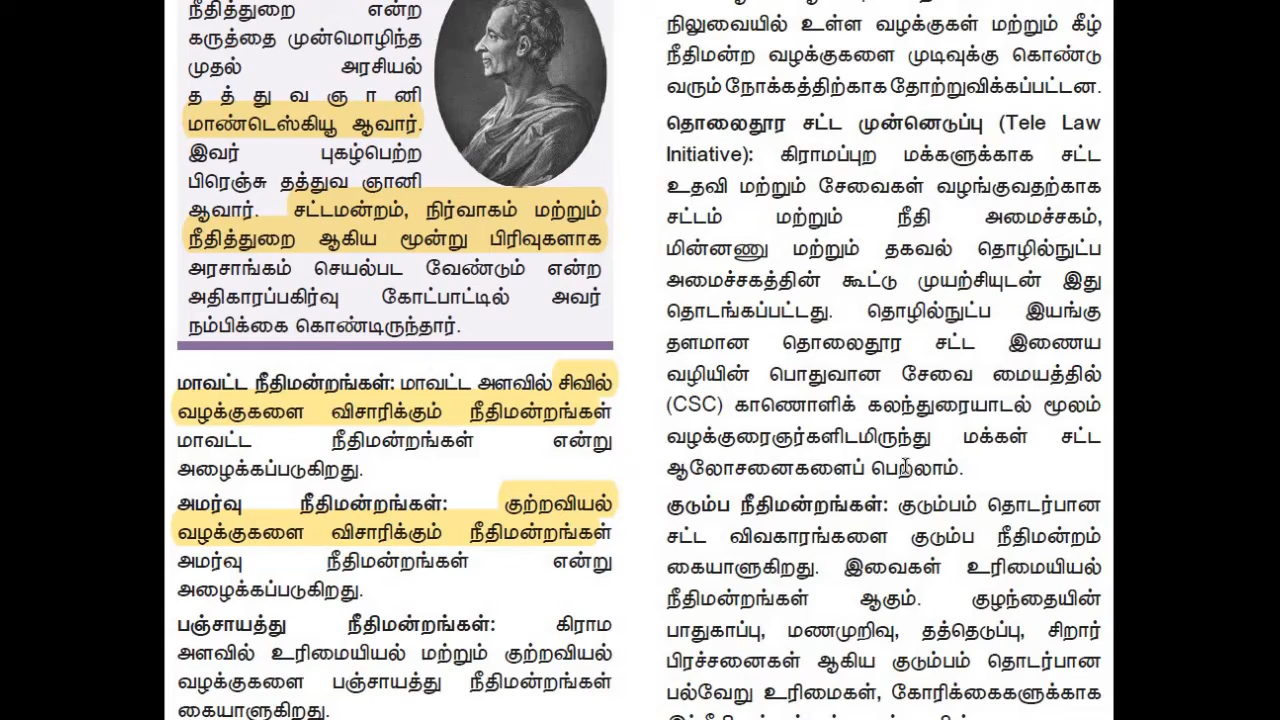 நீதித்துறை என்ற
கருத்தை முன்மொழிந்த
முதல் அரசியல்
த த் து வ ஞ ா னி
மாண்டெஸ்கியூ ஆவார்.
இவர் புகழ்பெற்ற
பிரெஞ்சு தத்துவ ஞானி
ஆவார். சட்டமன்றம், நிர்வாகம் மற்றும்
நீதித்துறை ஆகிய மூன்று பிரிவுகளாக
அரசாங்கம் செயல்பட வேண்டும் என்ற
அதிகாரப்பகிர்வு கோட்பாட்டில் அவர்
நம்பிக்கை கொண்டிருந்தார்.
மாவட்ட நீதிமன்றங்கள்: மாவட்ட அளவில் சிவில்
வழக்குகளை விசாரிக்கும் நீதிமன்றங்கள்
மாவட்ட நீதிமன்றங்கள் என்று
அழைக்கப்படுகிறது.
அமர்வு நீதிமன்றங்கள்: குற்றவியல்
வழக்குகளை விசாரிக்கும் நீதிமன்றங்கள்
அமர்வு நீதிமன்றங்கள் என்று
அழைக்கப்படுகிறது.
பஞ்சாயத்து நீதிமன்றங்கள்: கிராம
அளவில் உரிமையியல் மற்றும் குற்றவியல்
வழக்குகளை பஞ்சாயத்து நீதிமன்றங்கள்
கையாளுகிறது.
நிலுவையில் உள்ள வழக்குகள் மற்றும் கீழ்
நீதிமன்ற வழக்குகளை முடிவுக்கு கொண்டு
வரும் நோக்கத்திற்காக தோற்றுவிக்கப்பட்டன.
தொலைதூர சட்ட முன்னெடுப்பு (Tele Law
Initiative): கிராமப்புற மக்களுக்காக சட்ட
உதவி மற்றும் சேவைகள் வழங்குவதற்காக
சட்டம் மற்றும் நீதி அமைச்சகம்,
மின்னணு மற்றும் தகவல் தொழில்நுட்ப
அமைச்சகத்தின் கூட்டு முயற்சியுடன் இது
தொடங்கப்பட்டது. தொழில்நுட்ப இயங்கு
தளமான தொலைதூர சட்ட இணைய
வழியின் பொதுவான சேவை மையத்தில்
(CSC) காணொளிக் கலந்துரையாடல் மூலம்
வழக்குரைஞர்களிடமிருந்து மக்கள் சட்ட
ஆலோசனைகளைப் பெறலாம்.
குடும்ப நீதிமன்றங்கள்: குடும்பம் தொடர்பான
சட்ட விவகாரங்களை குடும்ப நீதிமன்றம்
கையாளுகிறது. இவைகள் உரிமையியல்
நீதிமன்றங்கள் ஆகும். குழந்தையின்
பாதுகாப்பு, மணமுறிவு, தத்தெடுப்பு, சிறார்
பிரச்சனைகள் ஆகிய குடும்பம் தொடர்பான
பல்வேறு உரிமைகள், கோரிக்கைகளுக்காக